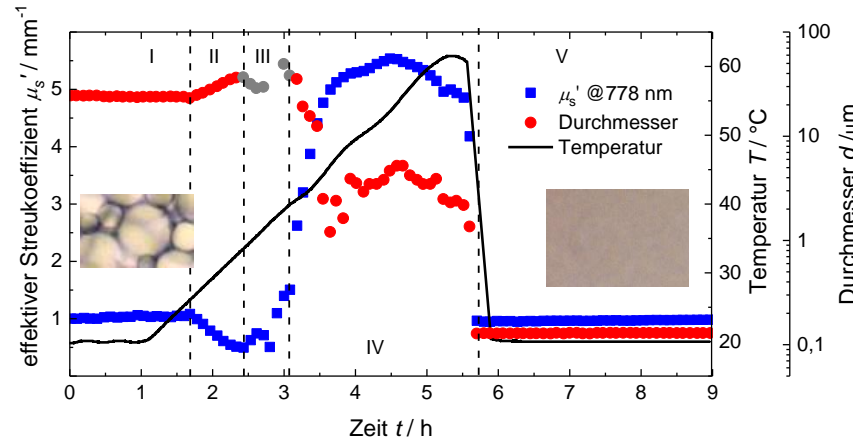 I II III V
IV
effektiver Streukoeffizient µs' / mm⁻¹
5
4
3
2
1
µs' @778 nm
Durchmesser
Temperatur
60
50
40
30
20
Temperatur T / °C
100
10
1
0,1
Durchmesser d /µm
0 1 2 3 4 5 6 7 8 9
Zeit t / h